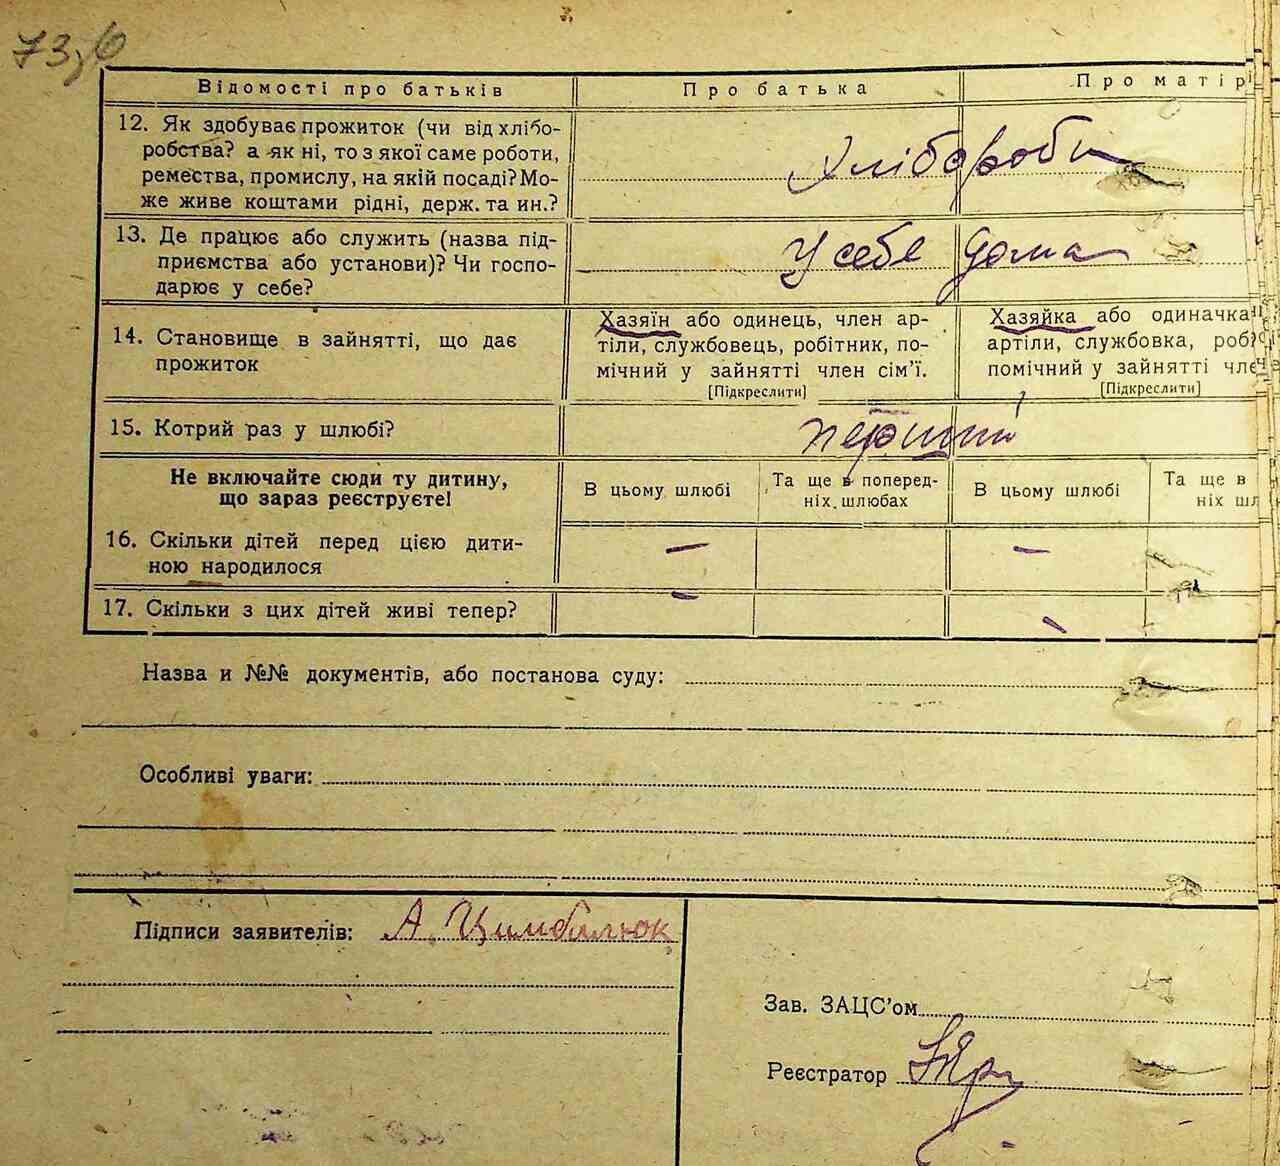 73,б
Відомості про батьків
Про батька
Про матір
12. Як здобуває прожиток (чи від хлібо-
робства? а як ні, то з якої саме роботи,
ремества, промислу, на якій посаді? Мо-
же живе коштами рідні, держ. та ин.?
Хлібороби
13. Де працює або служить (назва під-
приємства або установи)? Чи госпо-
дарює у себе?
у себе дома
14. Становище в зайнятті, що дає
прожиток
Хазяїн або одинець, член ар-
тіли, службовець, робітник, по-
мічний у зайнятті член сім’ї.
[Підкреслити]
Хазяйка або одиначка
артіли, службовка, роб
помічний у зайнятті чле
[Підкреслити]
15. Котрий раз у шлюбі?
перший
Не включайте сюди ту дитину,
що зараз реєструєте!
В цьому шлюбі
Та ще в поперед-
ніх шлюбах
В цьому шлюбі
Та ще в
ніх шл
16. Скільки дітей перед цією дити-
ною народилося
— —
17. Скільки з цих дітей живі тепер?
— —
Назва и №№ документів, або постанова суду:
Особливі уваги:
Підписи заявителів: А. Цимбалюк
Зав. ЗАЦС’ом
Реєстратор